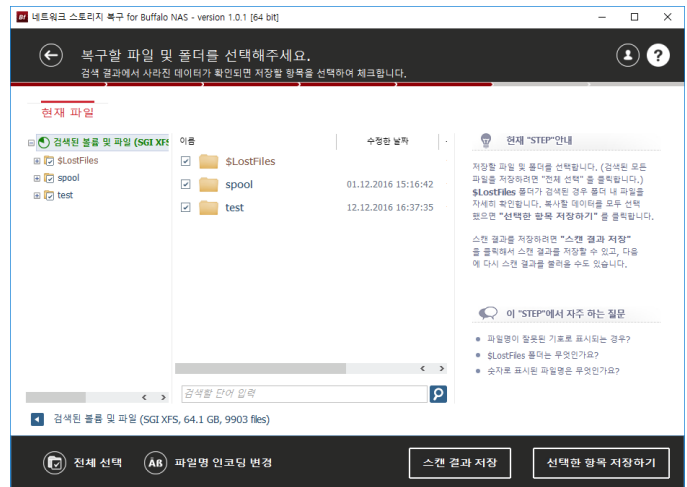 네트워크 스토리지 복구 for Buffalo NAS - version 1.0.1 [64 bit]
복구할 파일 및 폴더를 선택해주세요.
검색 결과에서 사라진 데이터가 확인되면 저장할 항목을 선택하여 체크합니다.
현재 파일
검색된 볼륨 및 파일 (SGI XFS
$LostFiles
spool
test
이름 수정한 날짜
$LostFiles
spool 01.12.2016 15:16:42
test 12.12.2016 16:37:35
현재 "STEP"안내
저장할 파일 및 폴더를 선택합니다. (검색된 모든
파일을 저장하려면 "전체 선택" 을 클릭합니다.)
$LostFiles 폴더가 검색된 경우 폴더 내 파일을
자세히 확인합니다. 복사할 데이터를 모두 선택
했으면 "선택한 항목 저장하기" 를 클릭합니다.
스캔 결과를 저장하려면 "스캔 결과 저장"
을 클릭해서 스캔 결과를 저장할 수 있고, 다음
에 다시 스캔 결과를 불러올 수도 있습니다.
이 "STEP"에서 자주 하는 질문
파일명이 잘못된 기호로 표시되는 경우?
$LostFiles 폴더는 무엇인가요?
숫자로 표시된 파일명은 무엇인가요?
검색할 단어 입력
검색된 볼륨 및 파일 (SGI XFS, 64.1 GB, 9903 files)
전체 선택
ÄB 파일명 인코딩 변경
스캔 결과 저장
선택한 항목 저장하기